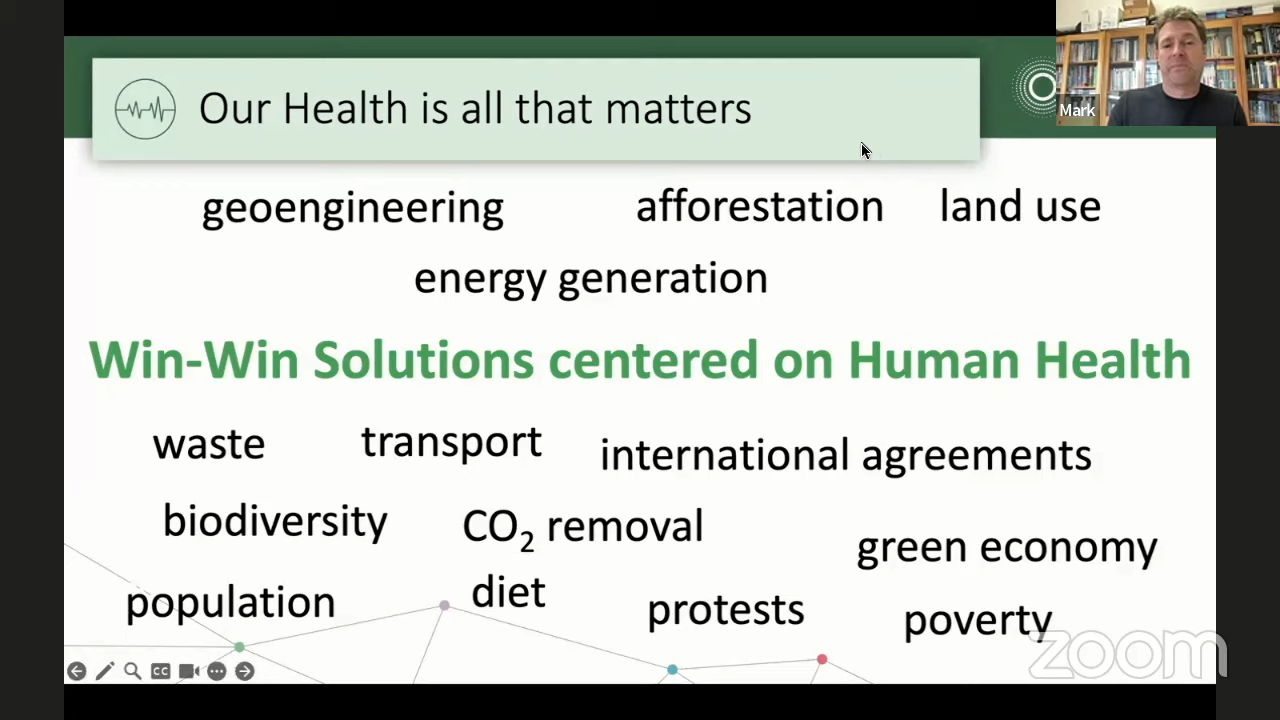 Our Health is all that matters
Mark
geoengineering afforestation land use
energy generation
Win-Win Solutions centered on Human Health
waste transport international agreements
biodiversity CO₂ removal green economy
population diet protests poverty
CC
zoom